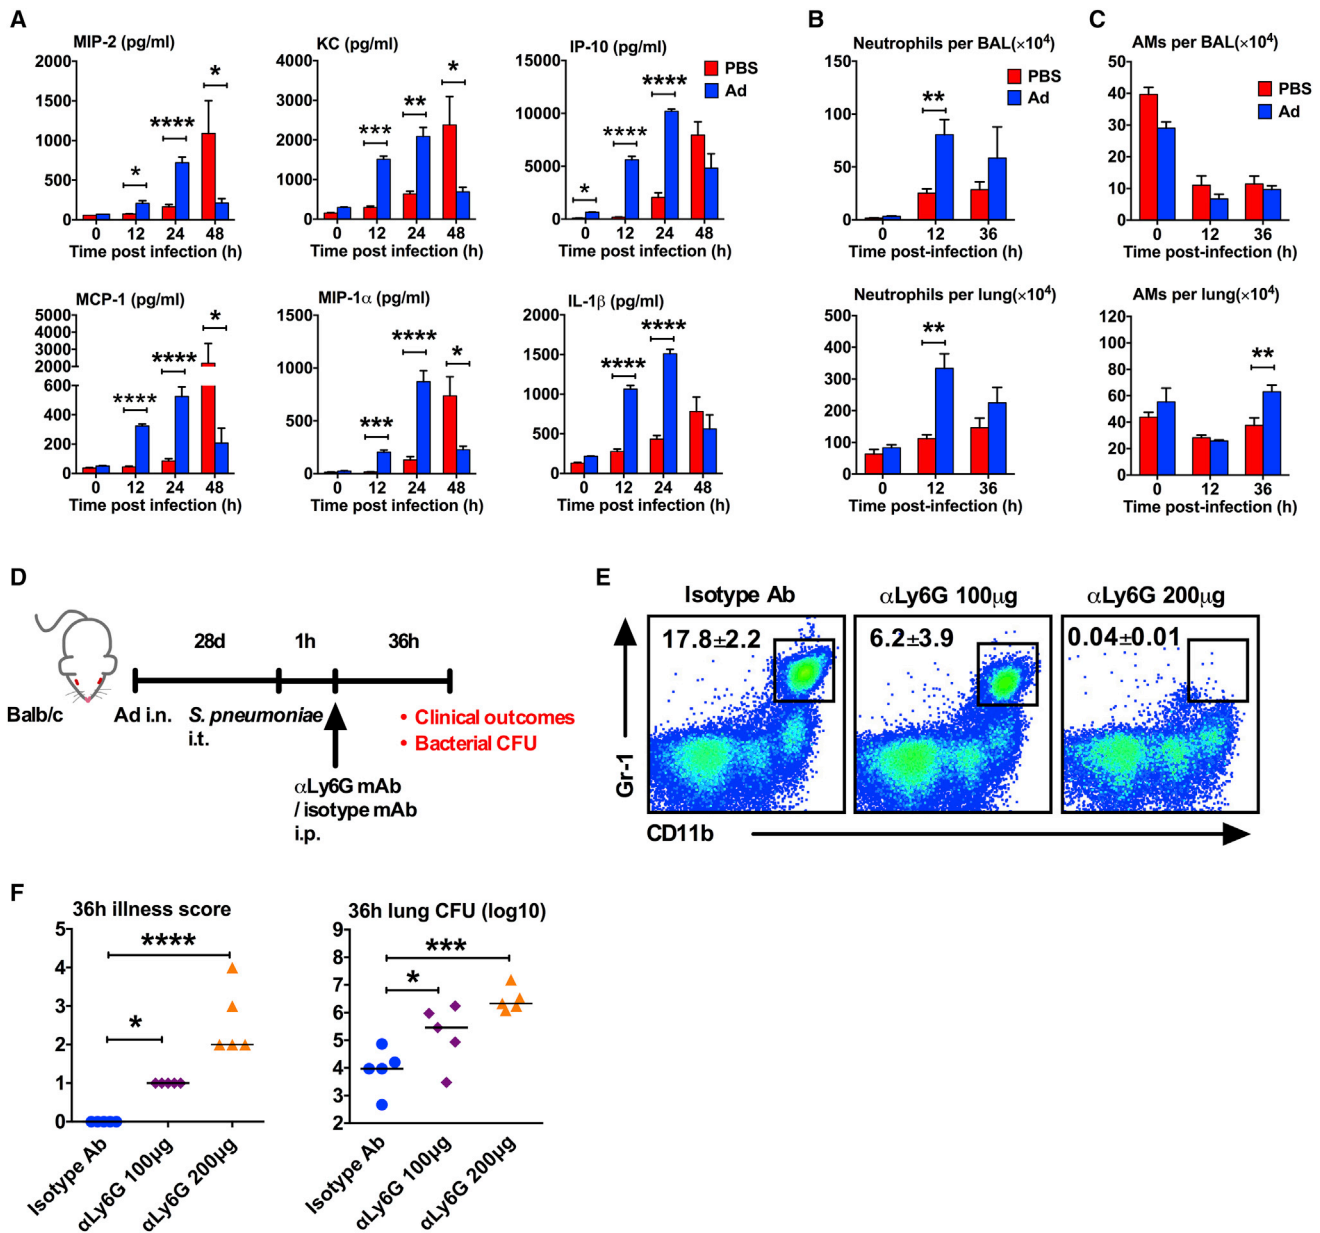 A
MIP-2 (pg/ml)
2000
1500
1000
500
0
*
****
*
0 12 24 48
Time post infection (h)
KC (pg/ml)
4000
3000
2000
1000
0
***
**
*
0 12 24 48
Time post infection (h)
IP-10 (pg/ml)
15000
10000
5000
0
*
****
****
PBS
Ad
0 12 24 48
Time post infection (h)
MCP-1 (pg/ml)
5000
4000
3000
2000
600
400
200
0
****
****
*
0 12 24 48
Time post infection (h)
MIP-1α (pg/ml)
1500
1000
500
0
***
****
*
0 12 24 48
Time post infection (h)
IL-1β (pg/ml)
2000
1500
1000
500
0
****
****
0 12 24 48
Time post infection (h)
B
Neutrophils per BAL(×10⁴)
150
100
50
0
**
PBS
Ad
0 12 36
Time post-infection (h)
Neutrophils per lung(×10⁴)
500
400
300
200
100
0
**
0 12 36
Time post-infection (h)
C
AMs per BAL(×10⁴)
50
40
30
20
10
0
PBS
Ad
0 12 36
Time post-infection (h)
AMs per lung(×10⁴)
120
100
80
60
40
20
0
**
0 12 36
Time post-infection (h)
D
28d 1h 36h
Balb/c
Ad i.n.
S. pneumoniae
i.t.
• Clinical outcomes
• Bacterial CFU
αLy6G mAb
/ isotype mAb
i.p.
E
Isotype Ab αLy6G 100μg αLy6G 200μg
17.8±2.2 6.2±3.9 0.04±0.01
Gr-1
CD11b
F
36h illness score
5
4
3
2
1
0
****
*
Isotype Ab
αLy6G 100μg
αLy6G 200μg
36h lung CFU (log10)
9
8
7
6
5
4
3
2
***
*
Isotype Ab
αLy6G 100μg
αLy6G 200μg